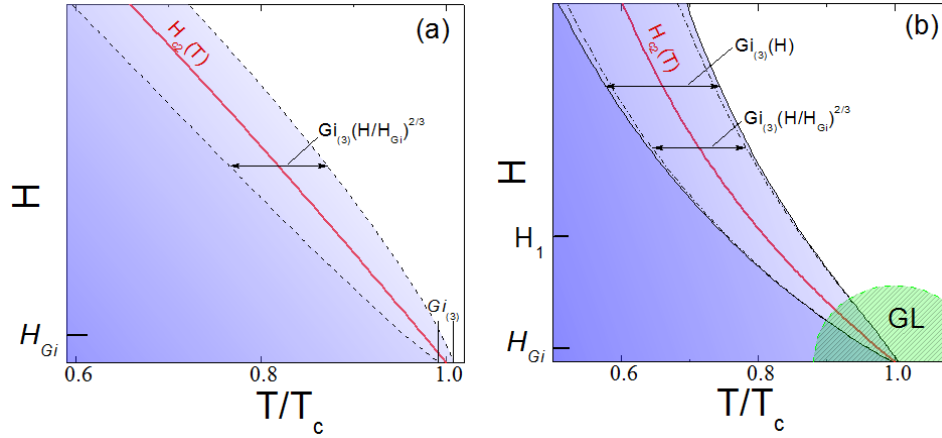 (a)
H_c2(T)
Gi_(3)(H/H_Gi)^2/3
H
Gi_(3)
H_Gi
0.6 0.8 1.0
T/T_c
(b)
H_c2(T)
Gi_(3)(H)
Gi_(3)(H/H_Gi)^2/3
H
H_1
GL
H_Gi
0.6 0.8 1.0
T/T_c